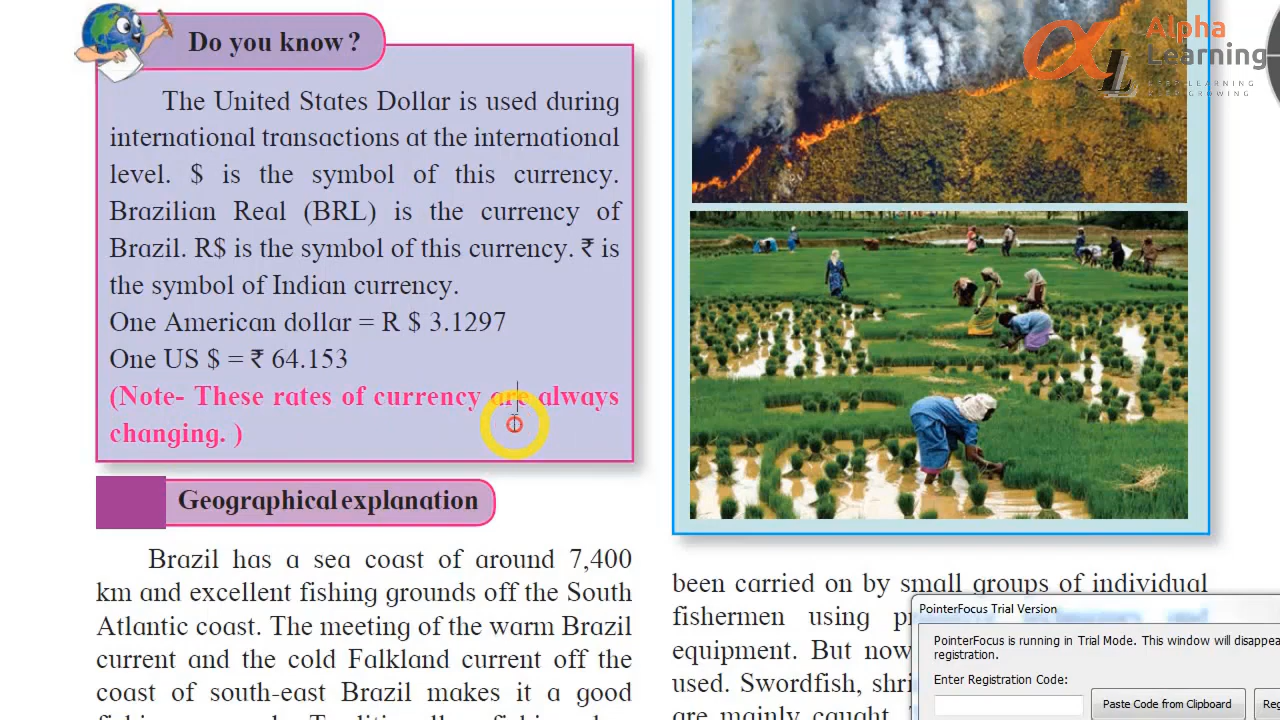 Do you know?
The United States Dollar is used during
international transactions at the international
level. $ is the symbol of this currency.
Brazilian Real (BRL) is the currency of
Brazil. R$ is the symbol of this currency. ₹ is
the symbol of Indian currency.
One American dollar = R $ 3.1297
One US $ = ₹ 64.153
(Note- These rates of currency are always
changing. )
Geographical explanation
Brazil has a sea coast of around 7,400
km and excellent fishing grounds off the South
Atlantic coast. The meeting of the warm Brazil
current and the cold Falkland current off the
coast of south-east Brazil makes it a good
Alpha
Learning
been carried on by small groups of individual
fishermen using
equipment. But now
used. Swordfish,
are mainly caught.
PointerFocus Trial Version
PointerFocus is running in Trial Mode. This window will
registration.
Enter Registration Code:
Paste Code from Clipboard